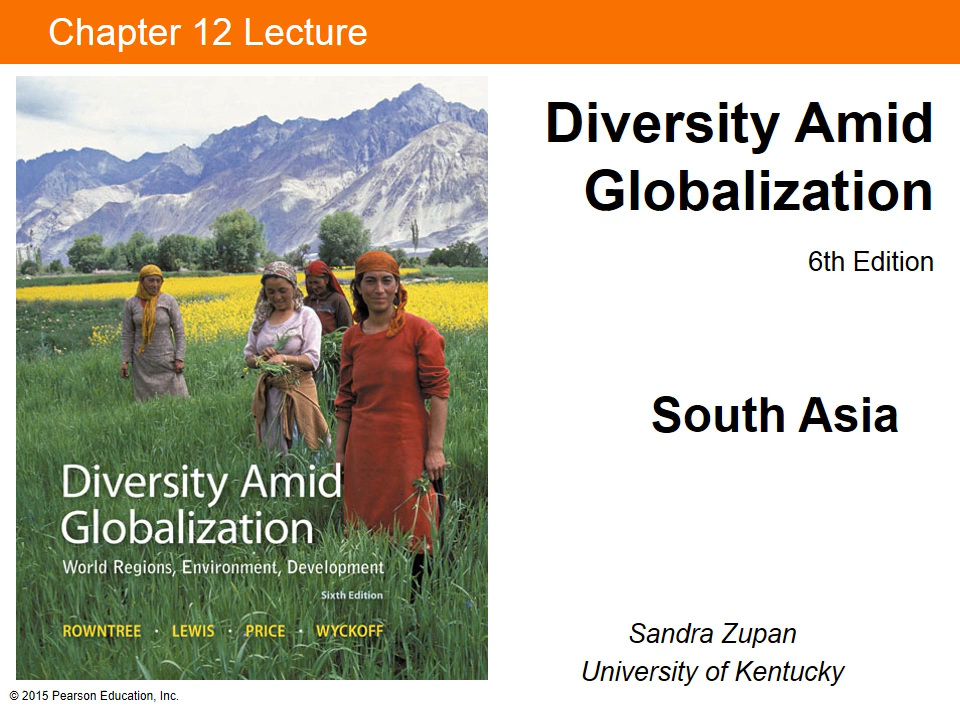 Chapter 12 Lecture
Diversity Amid
Globalization
6th Edition
South Asia
Diversity Amid
Globalization
World Regions, Environment, Development
Sixth Edition
ROWNTREE · LEWIS · PRICE · WYCKOFF
Sandra Zupan
University of Kentucky
© 2015 Pearson Education, Inc.